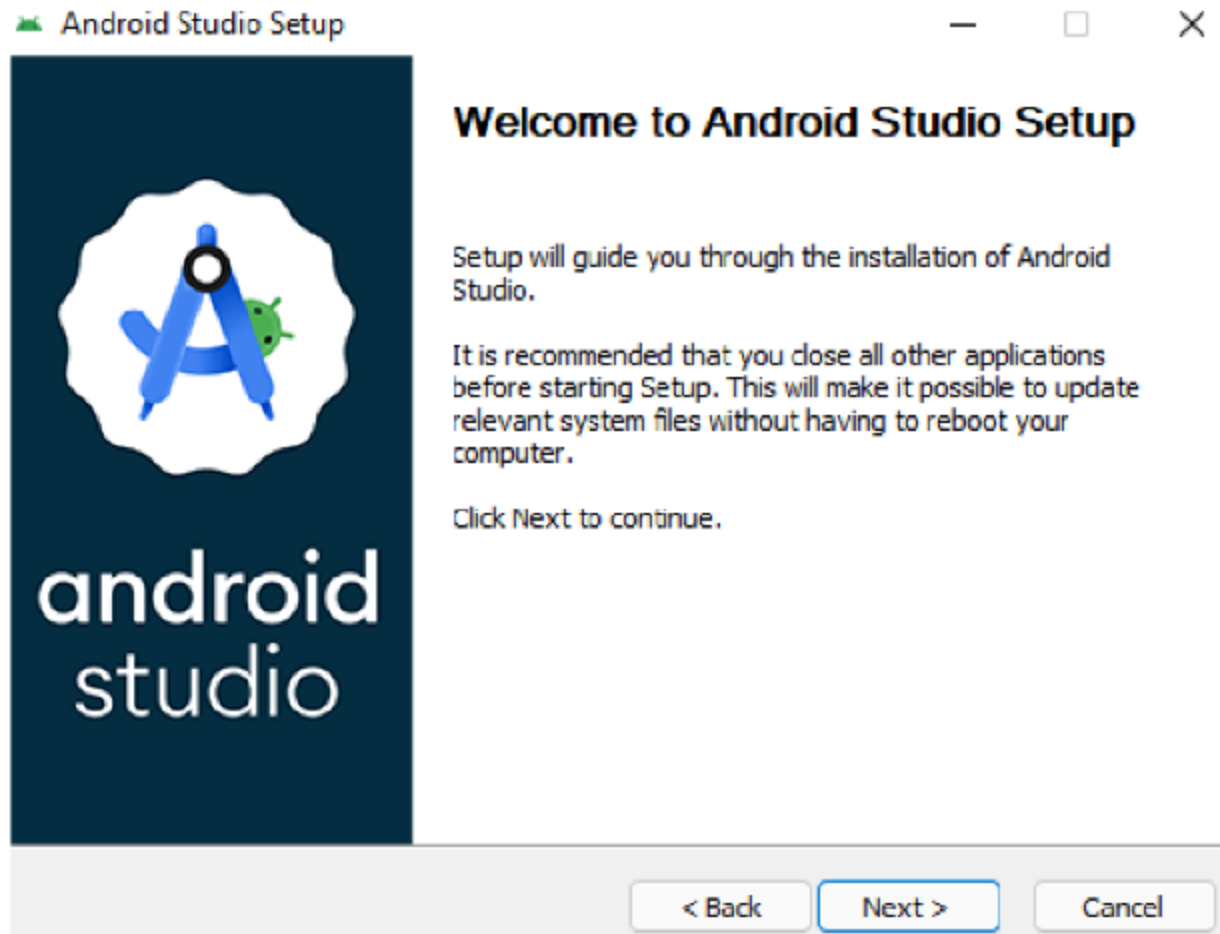 Android Studio Setup
Welcome to Android Studio Setup
Setup will guide you through the installation of Android
Studio.
It is recommended that you close all other applications
before starting Setup. This will make it possible to update
relevant system files without having to reboot your
computer.
Click Next to continue.
android
studio
< Back
Next >
Cancel